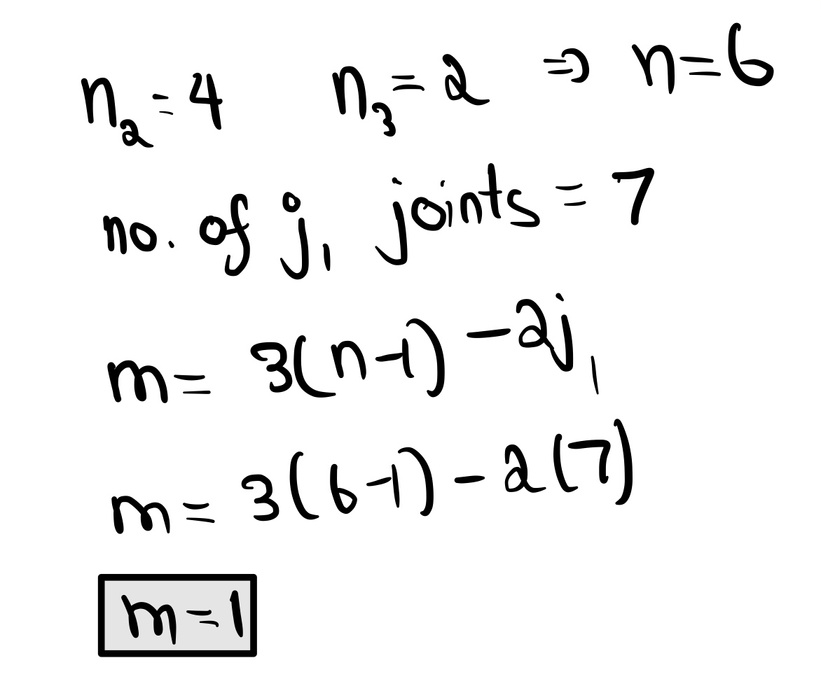 n₂ = 4 n₃ = 2 ⇒ n = 6
no. of j₁ joints = 7
m = 3(n-1) - 2j₁
m = 3(6-1) - 2(7)
m = 1